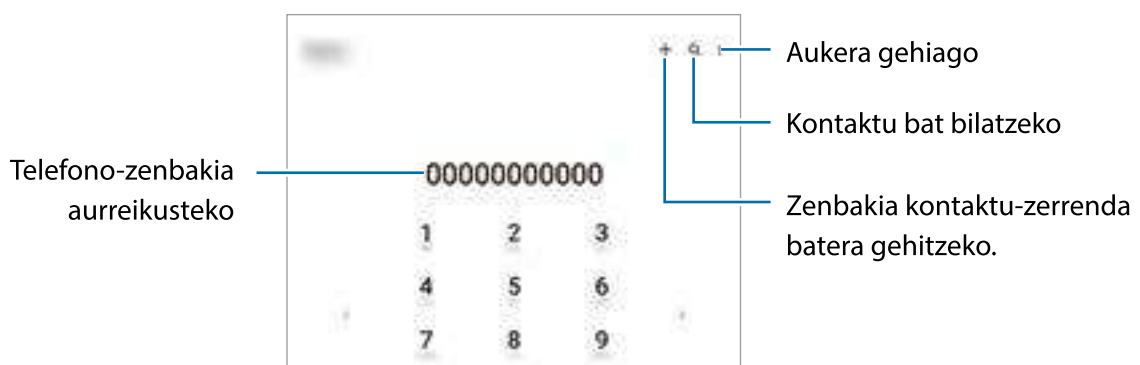 Aukera gehiago
Kontaktu bat bilatzeko
Telefono-zenbakia
aurreikusteko
00000000000
Zenbakia kontaktu-zerrenda
batera gehitzeko.
1 2 3
4 5 6
7 8 9